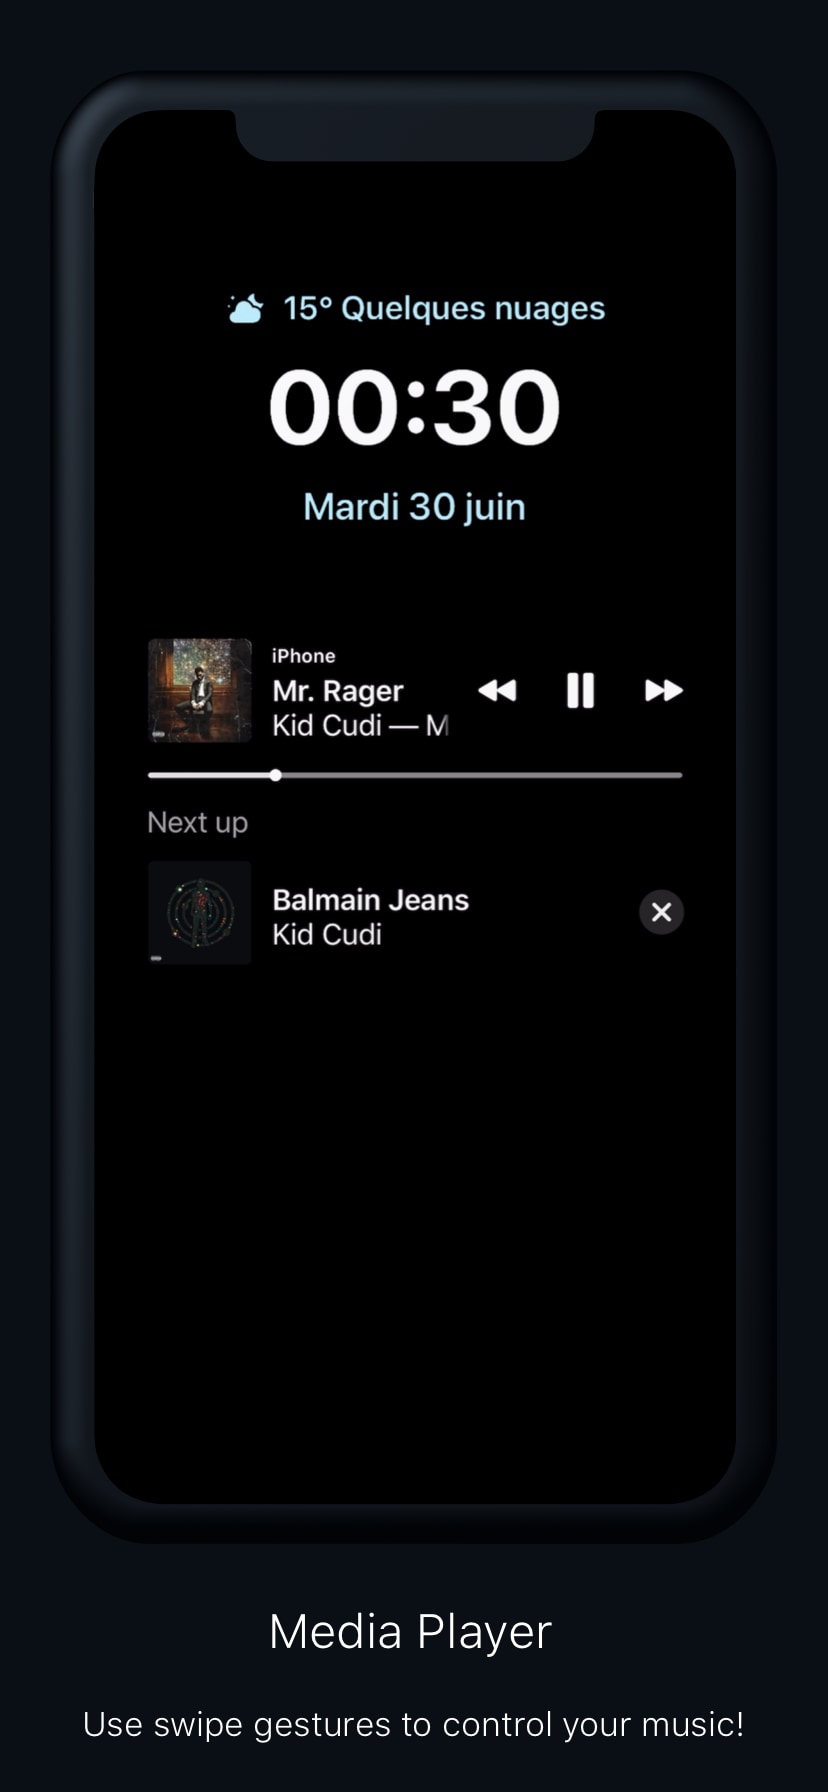 15° Quelques nuages
00:30
Mardi 30 juin
iPhone
Mr. Rager
Kid Cudi — M
Next up
Balmain Jeans
Kid Cudi
Media Player
Use swipe gestures to control your music!